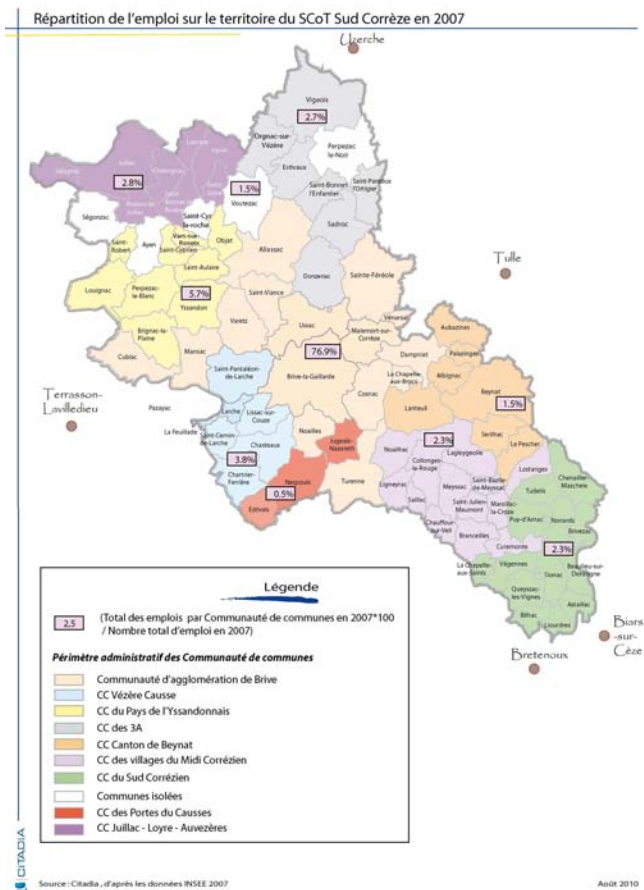 Répartition de l'emploi sur le territoire du SCoT Sud Corrèze en 2007
Uzerche
Vigeois
2.7%
Orgnac-sur-
Vézère
Perpezac
le-Noir
Estivaux
Saint-Bonnet
l'Enfantier
Saint-Pardoux
l'Ortigier
Sadroc
Juillac
2.8%
1.5%
Voutezac
Ségonzac
Saint-Cyr
la-roche
Ayen
Vars-sur-
Roseix
Saint-Cyprien
Objat
Saint-
Robert
Saint-Aulaire
Allassac
Donzenac
Sainte-Féréole
Tulle
Louignac
Perpezac-
le-Blanc
5.7%
Yssandon
Saint-Viance
Brignac-la-
Plaine
Varetz
Ussac
Venarsal
Malemort-sur-
Corrèze
Aubazines
Palazinges
Cublac
Mansac
76.9%
Dampniat
Albignac
Saint-Pantaléon-
de-Larche
Brive-la-Gaillarde
La Chapelle-
aux-Brocs
Beynat
1.5%
Terrasson-
Lavilledieu
Pazayac
Cosnac
Lanteuil
Larche
Lissac-sur-
Couze
La Feuillade
Saint-Cernin
de-Larche
Noailles
2.3%
Sérilhac
Le Pescher
Chasteaux
Jugeals-
Nazareth
Noailhac
Lagleygeolle
3.8%
Chartrier-
Ferrière
Collonges-
le-Rouge
Lostanges
Nespouls
0.5%
Turenne
Ligneyrac
Meyssac
Saint-Bazile-
de-Meyssac
Chenailler-
Mascheix
Estivals
Saillac
Saint-Julien-
Maumont
Marcillac-
la-Croze
Tudeils
Puy-d'Arnac
Nonards
Chauffour
sur-Vell
Branceilles
Brivezac
Curemonte
2.3%
La Chapelle-
aux-Saints
Végennes
Sioniac
Beaulieu-sur-
Dordogne
Queyssac-
les-Vignes
Astaillac
Bilhac
Liourdres
Biars
-sur-
Cèze
Bretenoux
Légende
2,5
(Total des emplois par Communauté de communes en 2007*100
/ Nombre total d'emploi en 2007)
Périmètre administratif des Communauté de communes
Communauté d'agglomération de Brive
CC Vézère Causse
CC du Pays de l'Yssandonnais
CC des 3A
CC Canton de Beynat
CC des villages du Midi Corrézien
CC du Sud Corrézien
Communes isolées
CC des Portes du Causses
CC Juillac - Loyre - Auvezères
CITADIA
Source : Citadia , d'après les données INSEE 2007
Août 2010